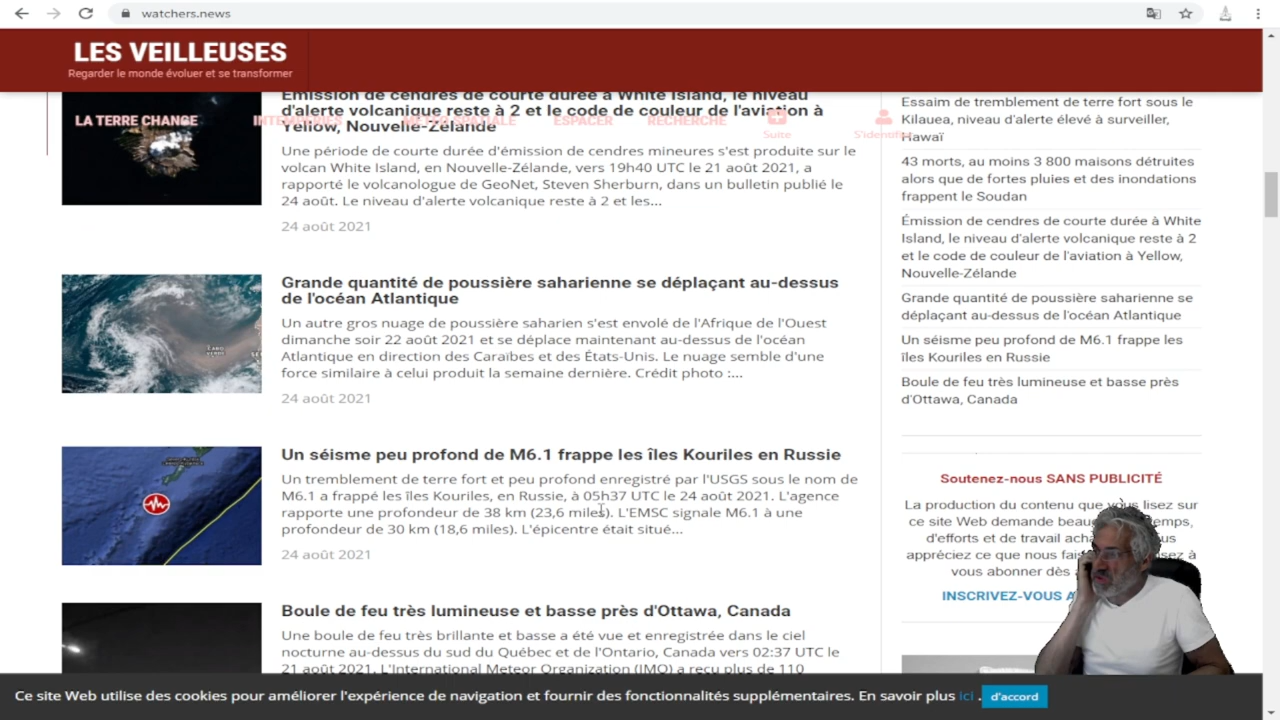 watchers.news
LES VEILLEUSES
Regarder le monde évoluer et se transformer
LA TERRE CHANGE
ESPACER
RECHERCHE
Suite
Émission de cendres de courte durée à White Island, le niveau
d'alerte volcanique reste à 2 et le code de couleur de l'aviation à
Yellow, Nouvelle-Zélande
Une période de courte durée d'émission de cendres mineures s'est produite sur le
volcan White Island, en Nouvelle-Zélande, vers 19h40 UTC le 21 août 2021, a
rapporté le volcanologue de GeoNet, Steven Sherburn, dans un bulletin publié le
24 août. Le niveau d'alerte volcanique reste à 2 et les...
24 août 2021
Grande quantité de poussière saharienne se déplaçant au-dessus
de l'océan Atlantique
Un autre gros nuage de poussière saharien s'est envolé de l'Afrique de l'Ouest
dimanche soir 22 août 2021 et se déplace maintenant au-dessus de l'océan
Atlantique en direction des Caraïbes et des États-Unis. Le nuage semble d'une
force similaire à celui produit la semaine dernière. Crédit photo :...
24 août 2021
Un séisme peu profond de M6.1 frappe les îles Kouriles en Russie
Un tremblement de terre fort et peu profond enregistré par l'USGS sous le nom de
M6.1 a frappé les îles Kouriles, en Russie, à 05h37 UTC le 24 août 2021. L'agence
rapporte une profondeur de 38 km (23,6 miles). L'EMSC signale M6.1 à une
profondeur de 30 km (18,6 miles). L'épicentre était situé...
24 août 2021
Boule de feu très lumineuse et basse près d'Ottawa, Canada
Une boule de feu très brillante et basse a été vue et enregistrée dans le ciel
nocturne au-dessus du sud du Québec et de l'Ontario, Canada vers 02:37 UTC le
21 août 2021. L'International Meteor Organization (IMO) a reçu plus de 110
Essaim de tremblement de terre fort sous le
Kilauea, niveau d'alerte élevé à surveiller,
Hawaï
43 morts, au moins 3 800 maisons détruites
alors que de fortes pluies et des inondations
frappent le Soudan
Émission de cendres de courte durée à White
Island, le niveau d'alerte volcanique reste à 2
et le code de couleur de l'aviation à Yellow,
Nouvelle-Zélande
Grande quantité de poussière saharienne se
déplaçant au-dessus de l'océan Atlantique
Un séisme peu profond de M6.1 frappe les
îles Kouriles en Russie
Boule de feu très lumineuse et basse près
d'Ottawa, Canada
Soutenez-nous SANS PUBLICITÉ
La production du contenu que vous lisez sur
ce site Web demande temps,
d'efforts et de travail
appréciez ce que nous à
vous abonner dès
INSCRIVEZ-VOUS
Ce site Web utilise des cookies pour améliorer l'expérience de navigation et fournir des fonctionnalités supplémentaires. En savoir plus ici . d'accord